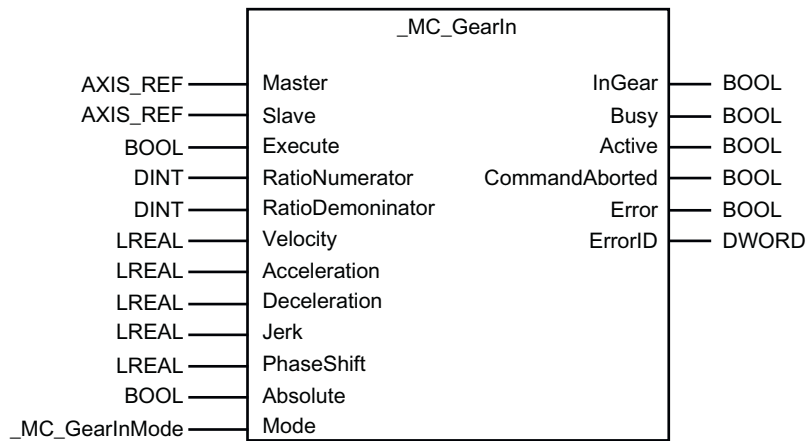 _MC_GearIn
AXIS_REF Master InGear BOOL
AXIS_REF Slave Busy BOOL
BOOL Execute Active BOOL
DINT RatioNumerator CommandAborted BOOL
DINT RatioDemoninator Error BOOL
LREAL Velocity ErrorID DWORD
LREAL Acceleration
LREAL Deceleration
LREAL Jerk
LREAL PhaseShift
BOOL Absolute
_MC_GearInMode Mode